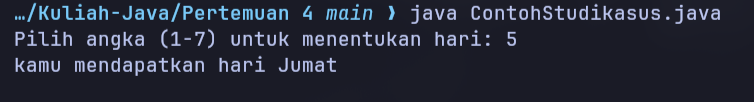 …/Kuliah-Java/Pertemuan 4 main ❯ java ContohStudikasus.java
Pilih angka (1-7) untuk menentukan hari: 5
kamu mendapatkan hari Jumat